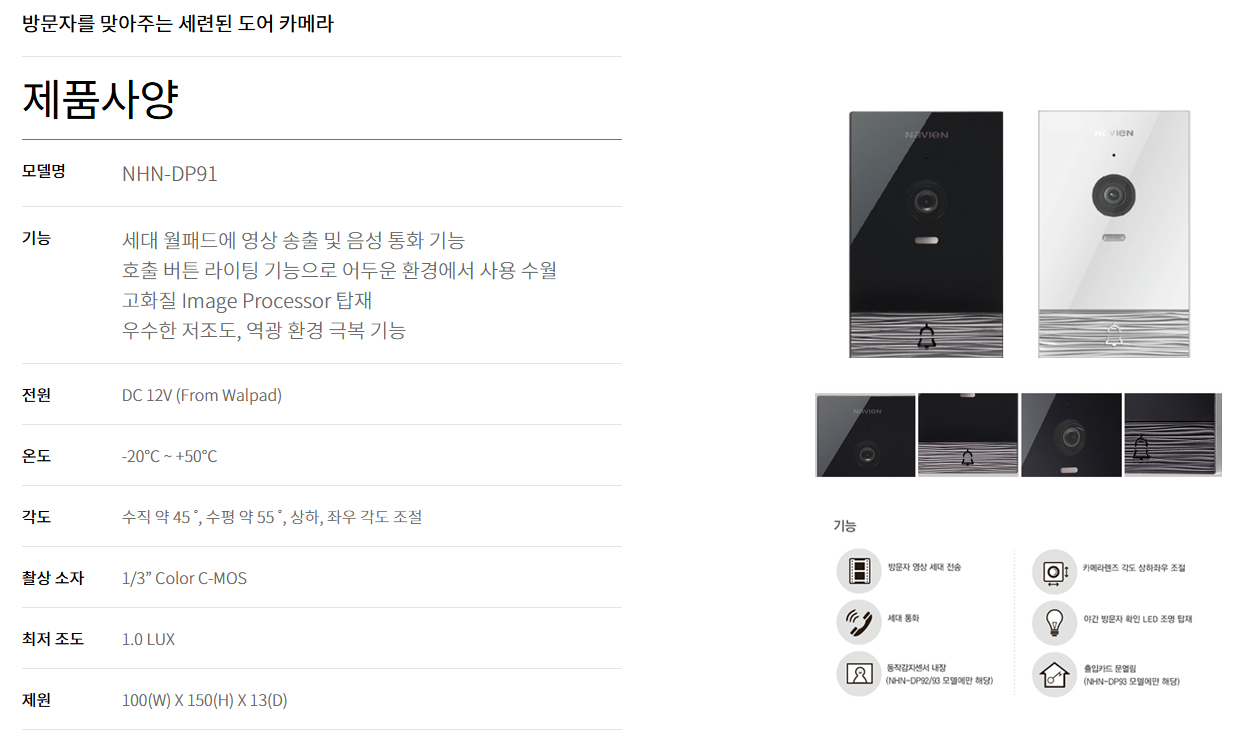 방문자를 맞아주는 세련된 도어 카메라
제품사양
모델명 NHN-DP91
기능 세대 월패드에 영상 송출 및 음성 통화 기능
호출 버튼 라이팅 기능으로 어두운 환경에서 사용 수월
고화질 Image Processor 탑재
우수한 저조도, 역광 환경 극복 기능
전원 DC 12V (From Walpad)
온도 -20℃ ~ +50℃
각도 수직 약 45˚, 수평 약 55˚, 상하, 좌우 각도 조절
촬상 소자 1/3” Color C-MOS
최저 조도 1.0 LUX
제원 100(W) X 150(H) X 13(D)
NAVIEN
NAVIEN
NAVIEN
기능
방문자 영상 세대 전송
세대 통화
동작감지센서 내장
(NHN-DP92/93 모델에만 해당)
카메라렌즈 각도 상하좌우 조절
야간 방문자 확인 LED 조명 탑재
출입카드 문열림
(NHN-DP93 모델에만 해당)